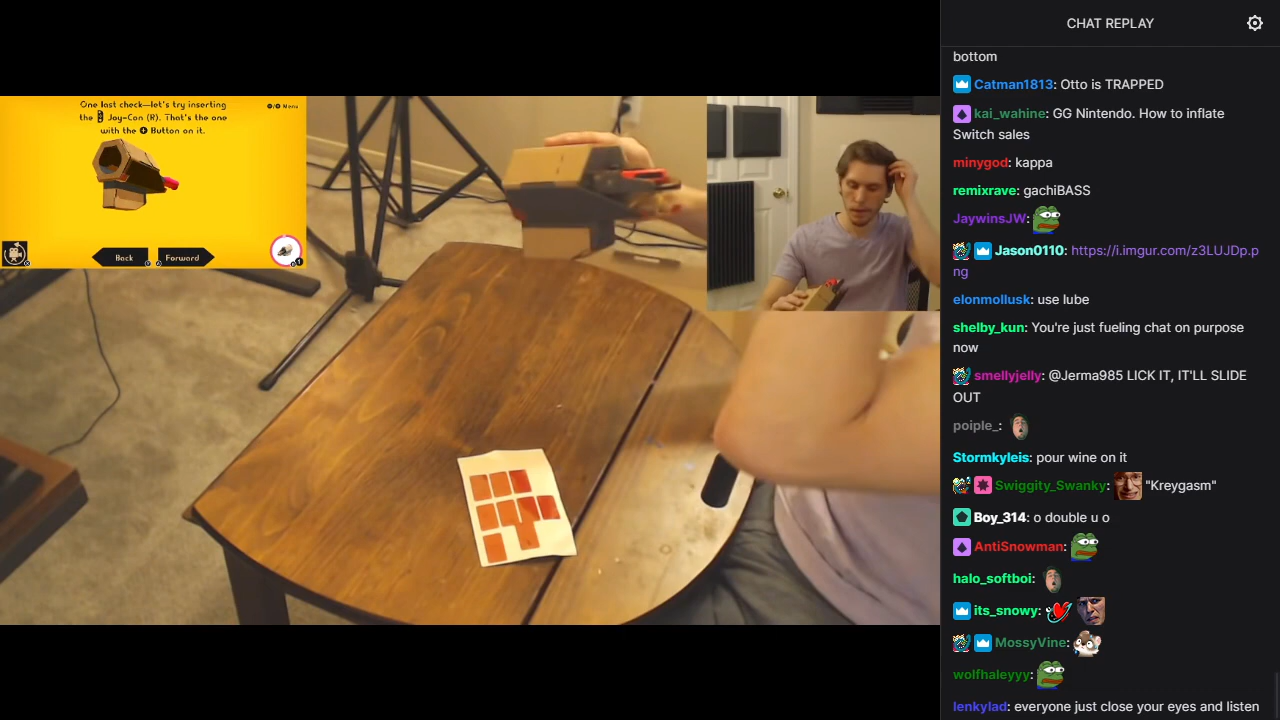 One last check—let's try inserting
the Joy-Con (R). That's the one
with the + Button on it.
Menu
Back
Forward
CHAT REPLAY
bottom
Catman1813: Otto is TRAPPED
kai_wahine: GG Nintendo. How to inflate
Switch sales
minygod: kappa
remixrave: gachiBASS
JaywinsJW:
Jason0110: https://i.imgur.com/z3LUJDp.p
ng
elonmollusk: use lube
shelby_kun: You're just fueling chat on purpose
now
smellyjelly: @Jerma985 LICK IT, IT'LL SLIDE
OUT
poiple_:
Stormkyleis: pour wine on it
Swiggity_Swanky: "Kreygasm"
Boy_314: o double u o
AntiSnowman:
halo_softboi:
its_snowy:
MossyVine:
wolfhaleyyy:
lenkylad: everyone just close your eyes and listen